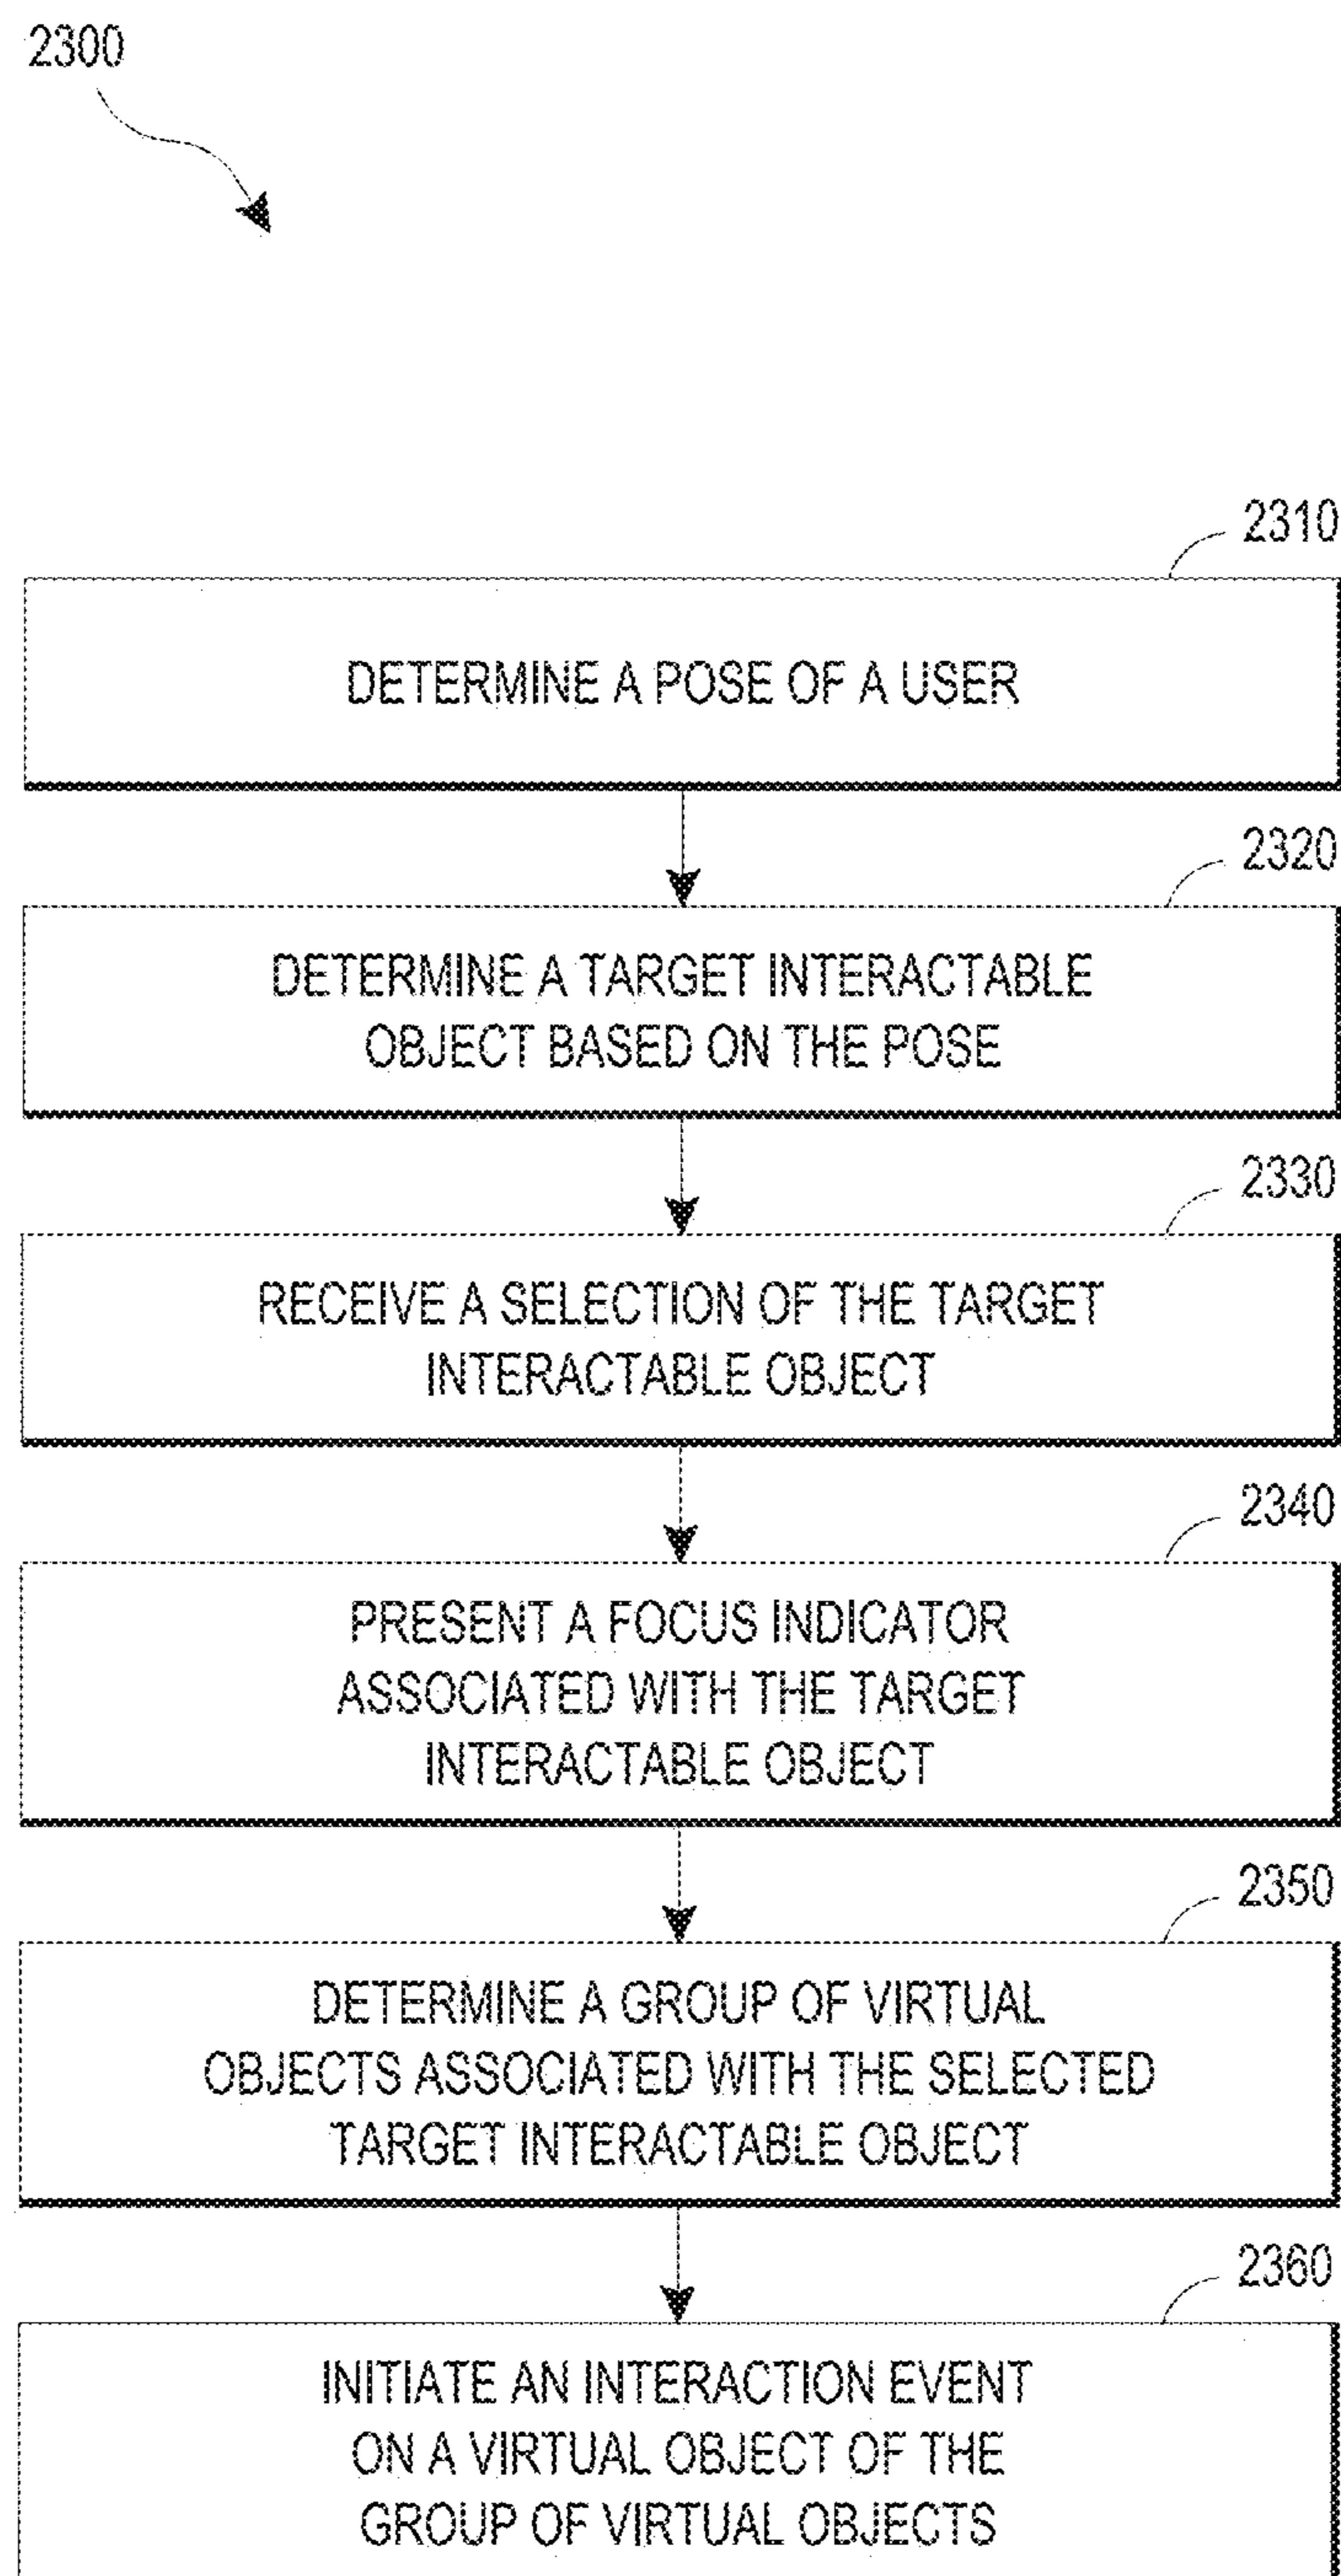 2300
2310
DETERMINE A POSE OF A USER
2320
DETERMINE A TARGET INTERACTABLE
OBJECT BASED ON THE POSE
2330
RECEIVE A SELECTION OF THE TARGET
INTERACTABLE OBJECT
2340
PRESENT A FOCUS INDICATOR
ASSOCIATED WITH THE TARGET
INTERACTABLE OBJECT
2350
DETERMINE A GROUP OF VIRTUAL
OBJECTS ASSOCIATED WITH THE SELECTED
TARGET INTERACTABLE OBJECT
2360
INITIATE AN INTERACTION EVENT
ON A VIRTUAL OBJECT OF THE
GROUP OF VIRTUAL OBJECTS